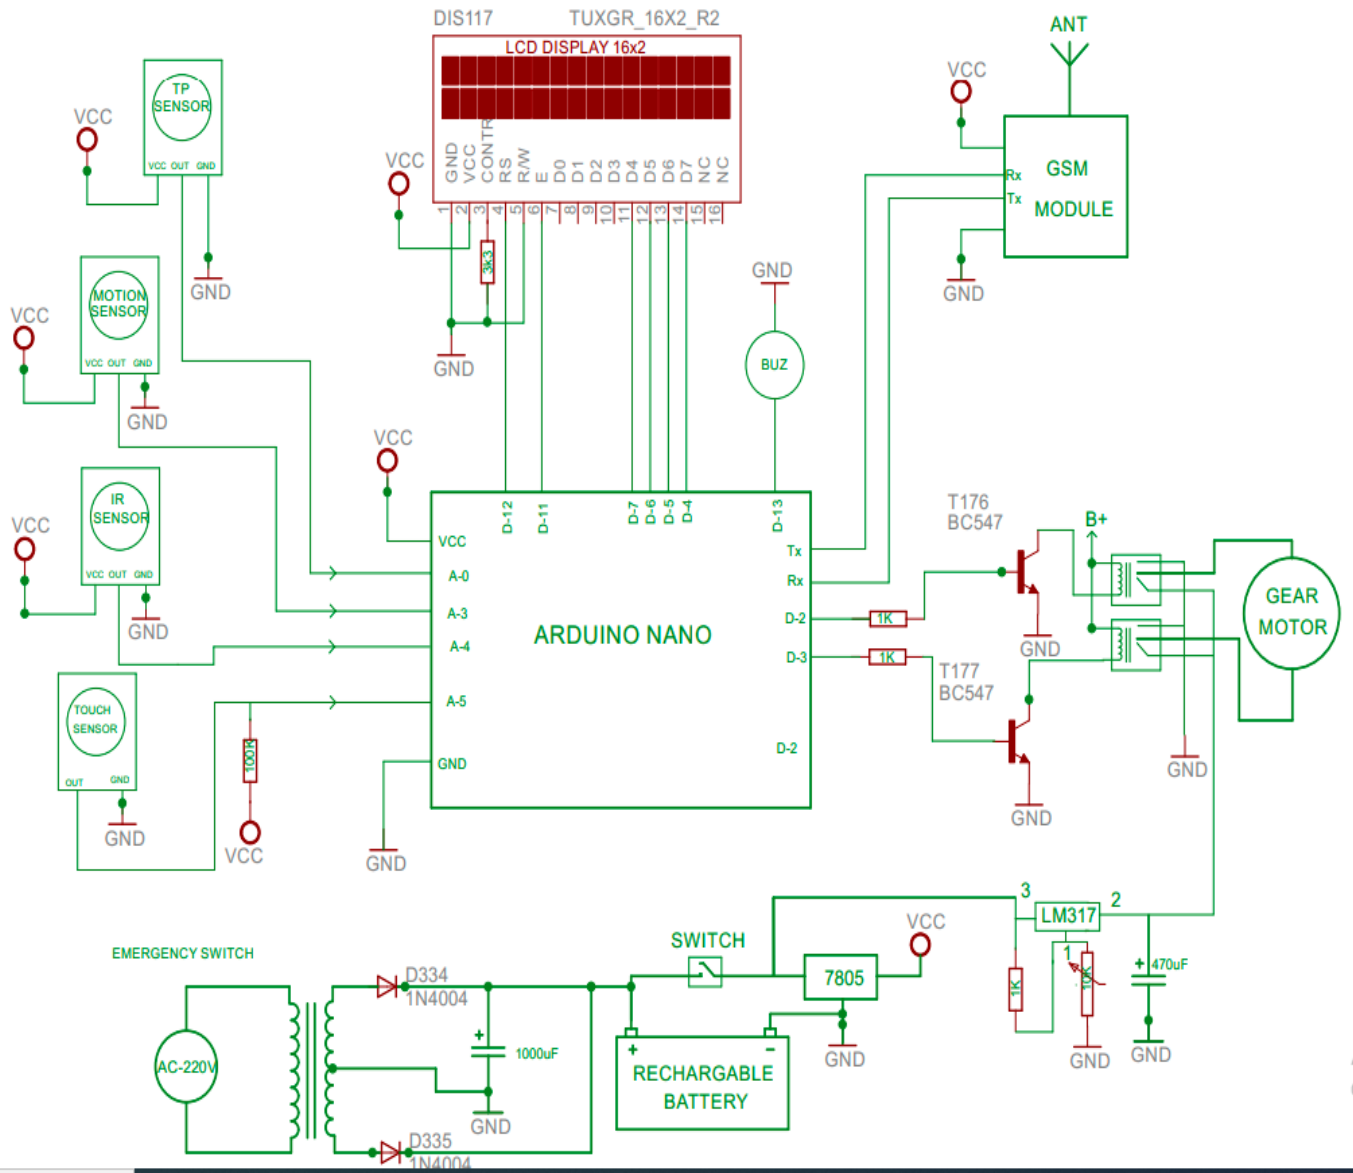 DIS117 TUXGR_16X2_R2
LCD DISPLAY 16x2
GND
VCC
CONTR
RS
R/W
E
D0
D1
D2
D3
D4
D5
D6
D7
NC
NC
1
2
3
4
5
6
7
8
9
10
11
12
13
14
15
16
VCC
3k3
GND
TP
SENSOR
VCC OUT GND
VCC
GND
MOTION
SENSOR
VCC OUT GND
VCC
GND
IR
SENSOR
VCC OUT GND
VCC
GND
TOUCH
SENSOR
OUT GND
GND
100K
VCC
ANT
VCC
GSM
MODULE
Rx
Tx
GND
GND
BUZ
VCC
D-12
D-11
D-7
D-6
D-5
D-4
D-13
VCC
A-0
A-3
A-4
A-5
GND
ARDUINO NANO
Tx
Rx
D-2
D-3
D-2
GND
1K
1K
T176
BC547
GND
T177
BC547
GND
B+
GEAR
MOTOR
GND
EMERGENCY SWITCH
AC-220V
D334
1N4004
D335
1N4004
+
1000uF
GND
SWITCH
7805
VCC
GND
+ -
RECHARGABLE
BATTERY
3
LM317
2
1
1K
10K
GND
+
470uF
GND